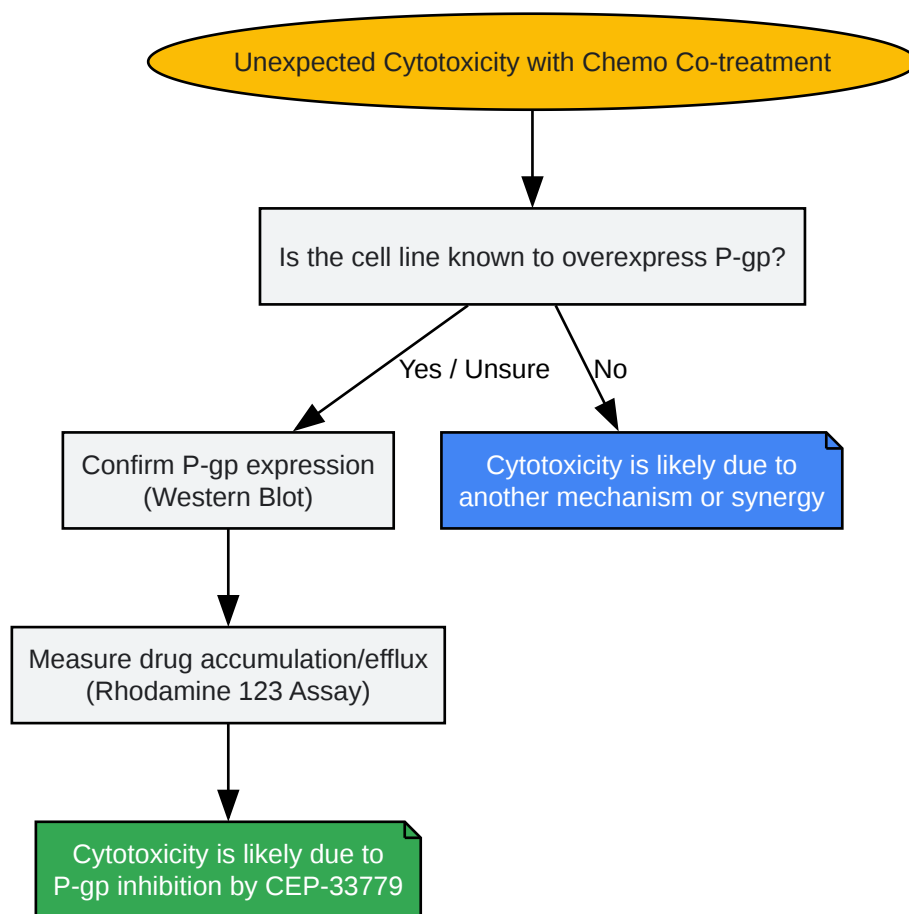 Unexpected Cytotoxicity with Chemo Co-treatment
Is the cell line known to overexpress P-gp?
Yes / Unsure
No
Confirm P-gp expression
(Western Blot)
Cytotoxicity is likely due to
another mechanism or synergy
Measure drug accumulation/efflux
(Rhodamine 123 Assay)
Cytotoxicity is likely due to
P-gp inhibition by CEP-33779